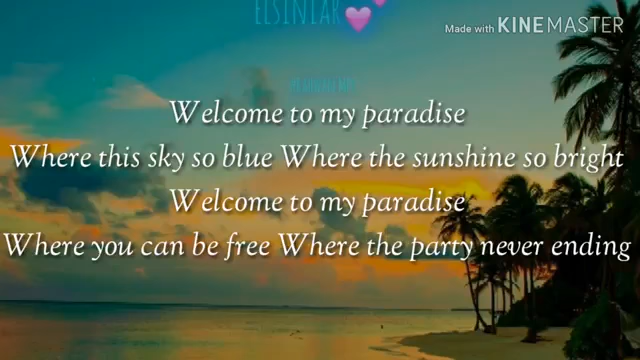 ELSINTAR
Made with KINEMASTER
Welcome to my paradise
Where this sky so blue Where the sunshine so bright
Welcome to my paradise
Where you can be free Where the party never ending